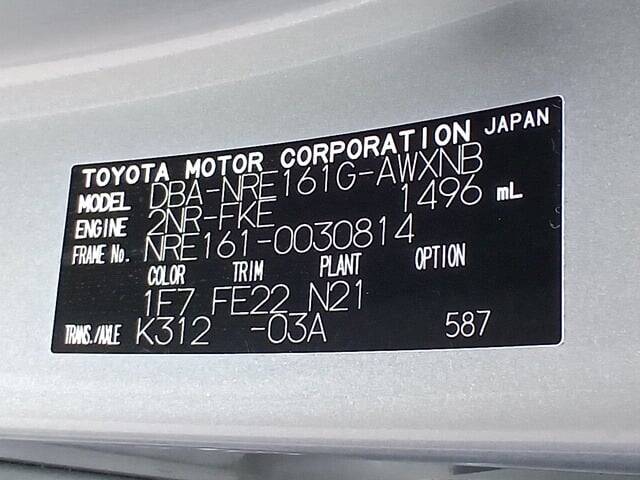 TOYOTA MOTOR CORPORATION JAPAN
MODEL DBA-NRE161G-AWXNB
ENGINE 2NR-FKE 1496 mL
FRAME No. NRE161-0030814
COLOR TRIM PLANT OPTION
1F7 FE22 N21
TRANS./AXLE K312 -03A 587